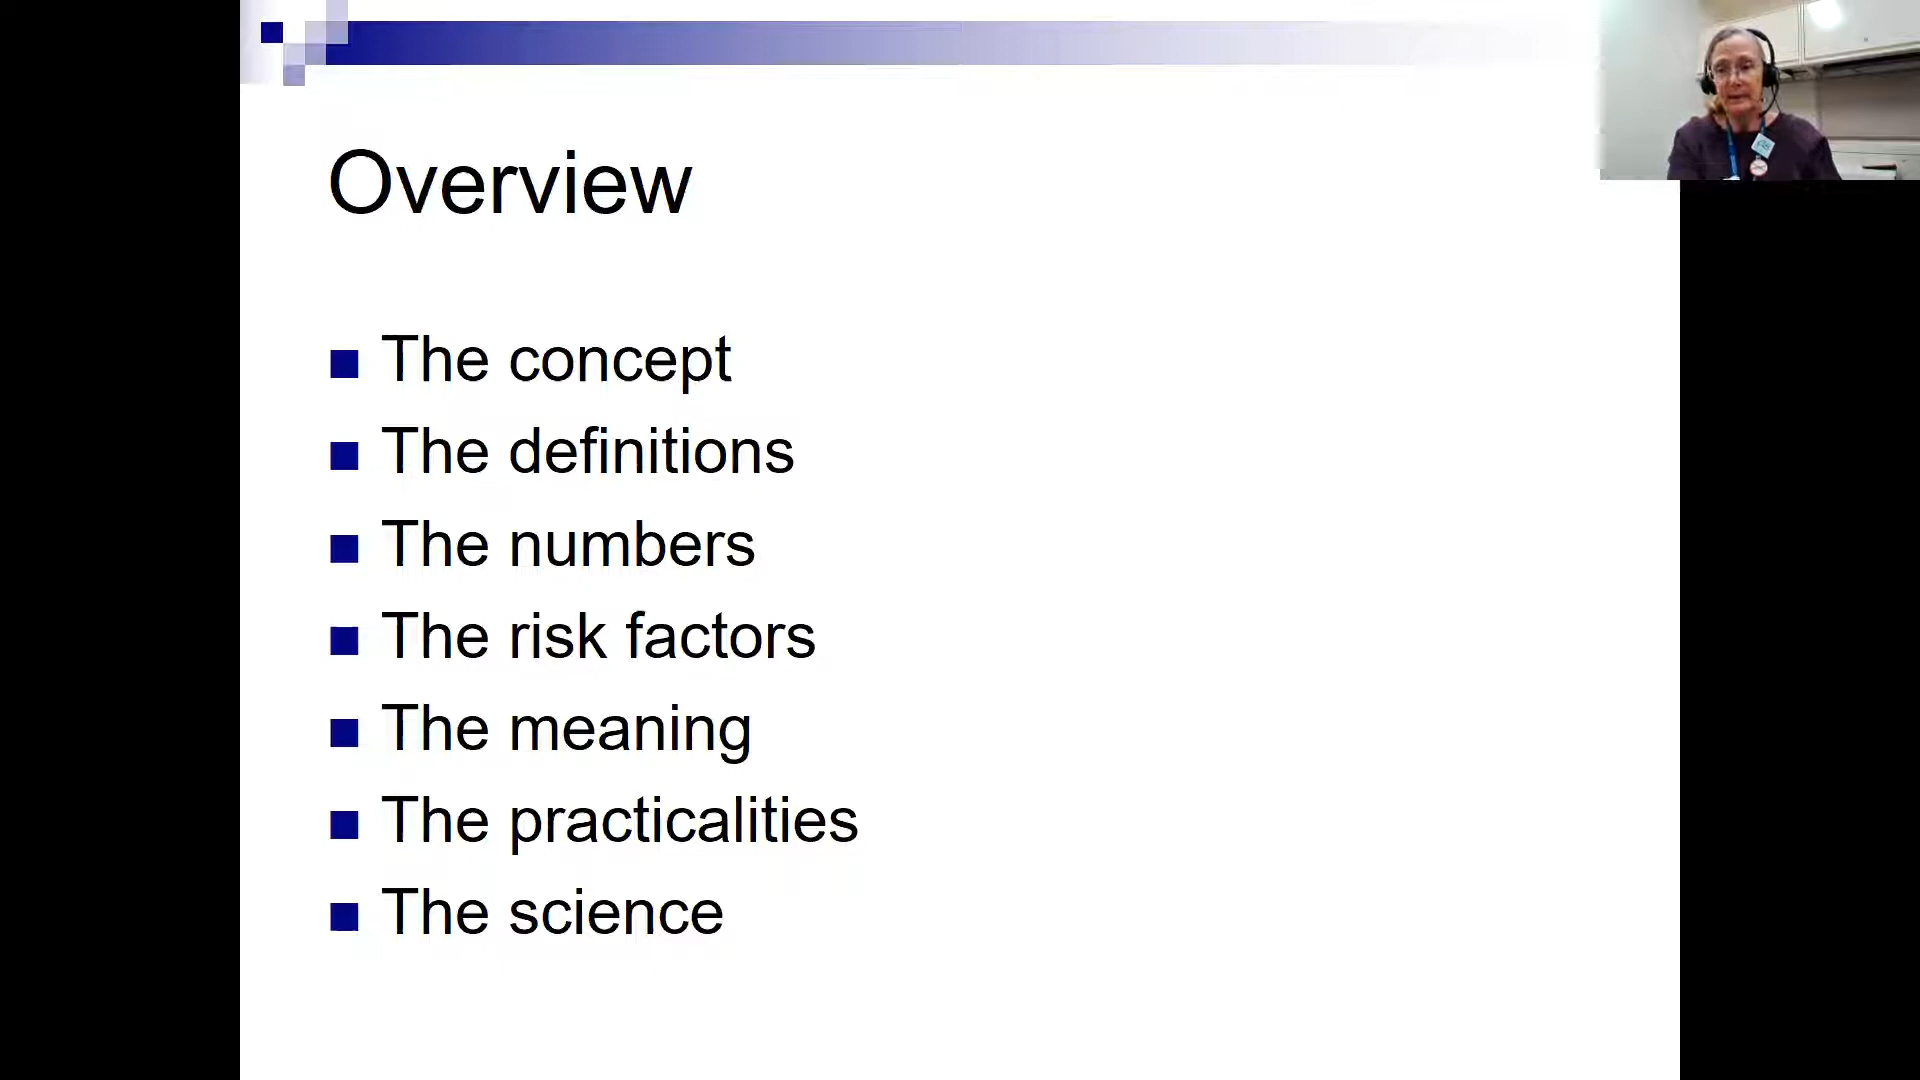 Overview
The concept
The definitions
The numbers
The risk factors
The meaning
The practicalities
The science